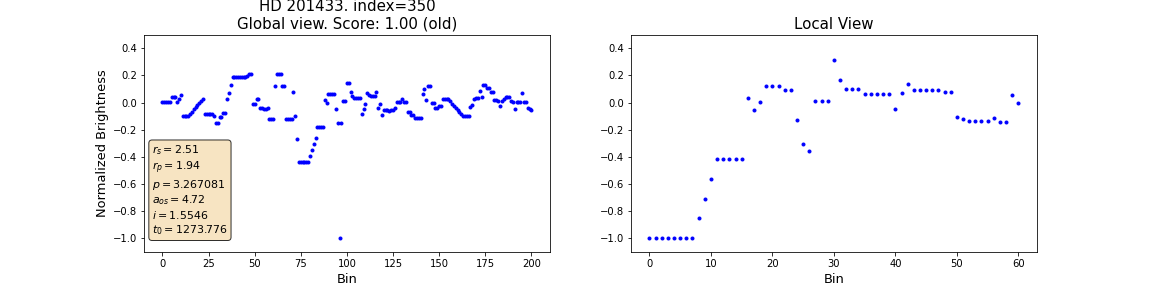 HD 201433. index=350
Global view. Score: 1.00 (old)
Local View
Normalized Brightness
0.4
0.2
0.0
−0.2
−0.4
−0.6
−0.8
−1.0
r_s = 2.51
r_p = 1.94
p = 3.267081
a_os = 4.72
i = 1.5546
t_0 = 1273.776
0 25 50 75 100 125 150 175 200
Bin
0.4
0.2
0.0
−0.2
−0.4
−0.6
−0.8
−1.0
0 10 20 30 40 50 60
Bin